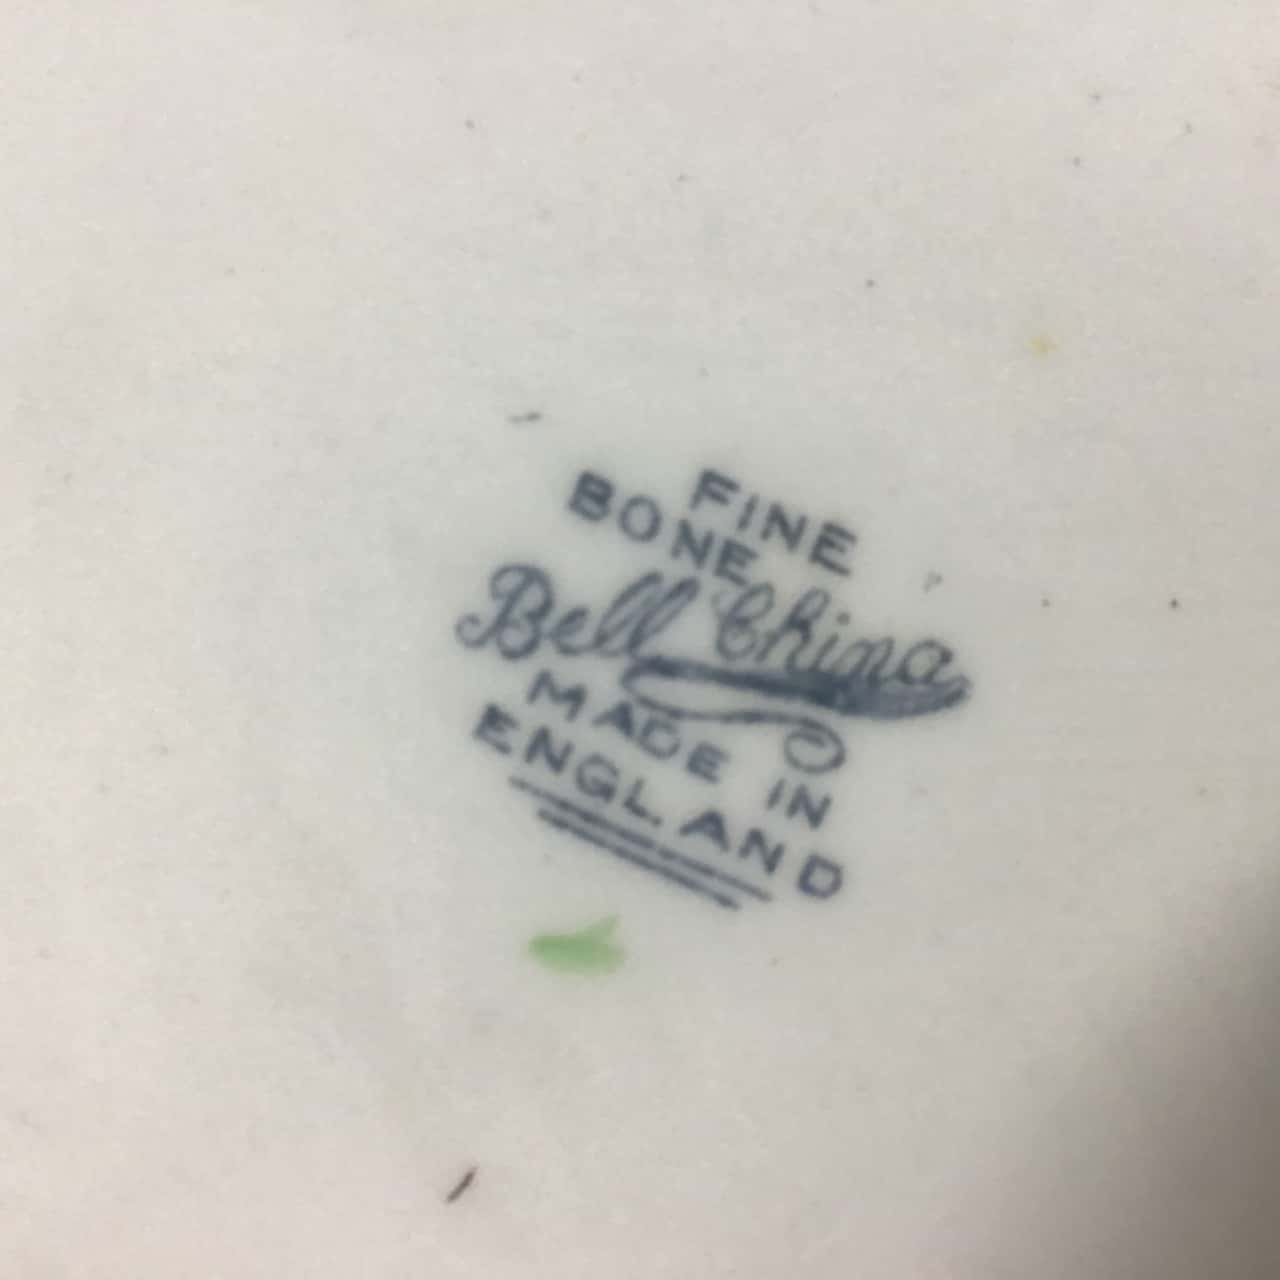 FINE
BONE
Bell China
MADE IN
ENGLAND